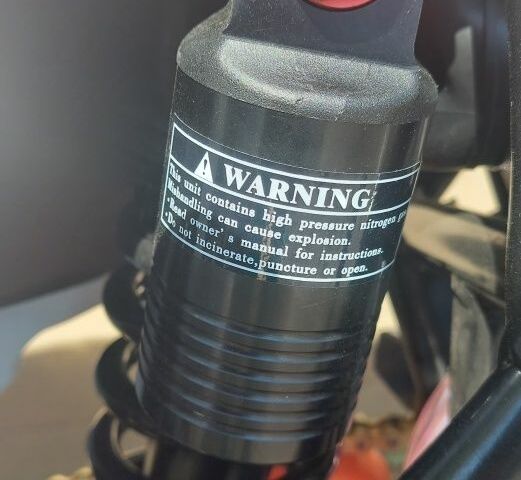 WARNING
This unit contains high pressure nitrogen
Mishandling can cause explosion.
•Read owner's manual for instructions.
•Do not incinerate,puncture or open.